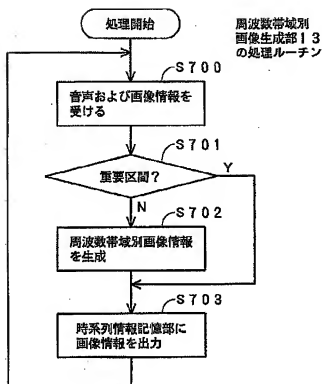 処理開始
周波数帯域別
画像生成部13
の処理ルーチン
S700
音声および画像情報を
受ける
S701
重要区間?
Y
N
S702
周波数帯域別画像情報
を生成
S703
時系列情報記憶部に
画像情報を出力